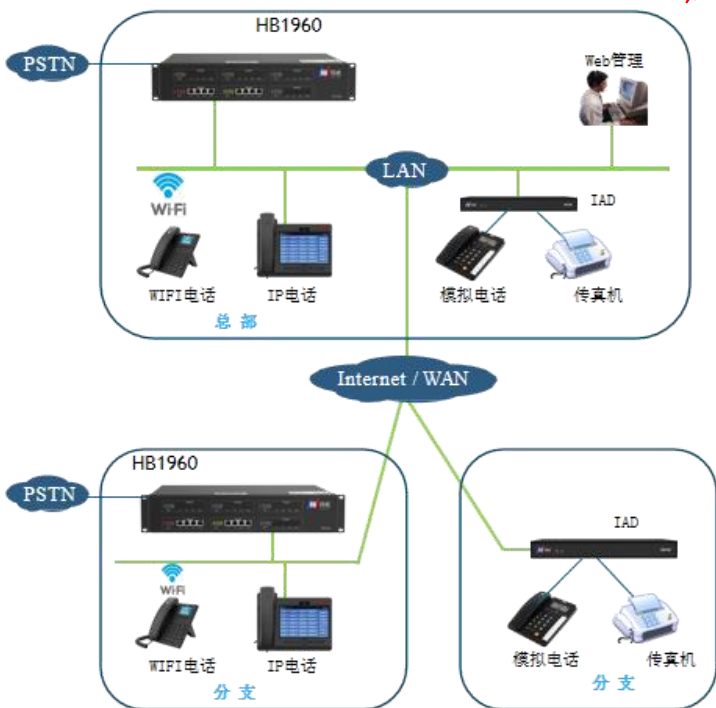 HB1960
PSTN
Web管理
LAN
WiFi
IAD
WIFI电话
IP电话
模拟电话
传真机
总部
Internet / WAN
HB1960
PSTN
IAD
WiFi
WIFI电话
IP电话
模拟电话
传真机
分支
分支